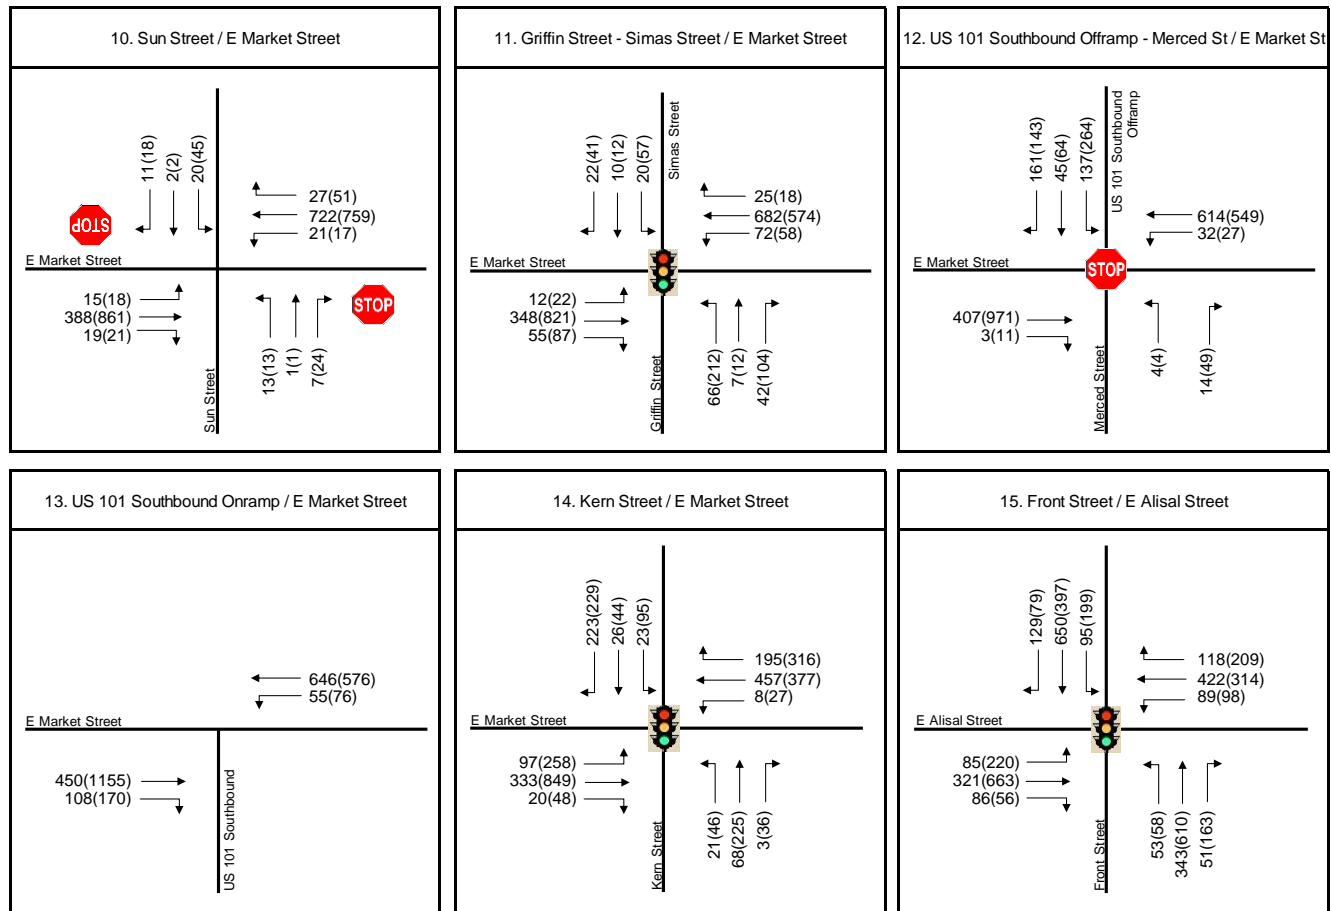 10. Sun Street / E Market Street
11(18)
2(2)
20(45)
27(51)
722(759)
21(17)
STOP
E Market Street
15(18)
388(861)
19(21)
13(13)
1(1)
7(24)
STOP
Sun Street
11. Griffin Street - Simas Street / E Market Street
22(41)
10(12)
20(57)
Simas Street
25(18)
682(574)
72(58)
E Market Street
12(22)
348(821)
55(87)
66(212)
7(12)
42(104)
Griffin Street
12. US 101 Southbound Offramp - Merced St / E Market St
161(143)
45(64)
137(264)
US 101 Southbound
Offramp
614(549)
32(27)
E Market Street
STOP
407(971)
3(11)
4(4)
14(49)
Merced Street
13. US 101 Southbound Onramp / E Market Street
646(576)
55(76)
E Market Street
450(1155)
108(170)
US 101 Southbound
14. Kern Street / E Market Street
223(229)
26(44)
23(95)
195(316)
457(377)
8(27)
E Market Street
97(258)
333(849)
20(48)
21(46)
68(225)
3(36)
Kern Street
15. Front Street / E Alisal Street
129(79)
650(397)
95(199)
118(209)
422(314)
89(98)
E Alisal Street
85(220)
321(663)
86(56)
53(58)
343(610)
51(163)
Front Street